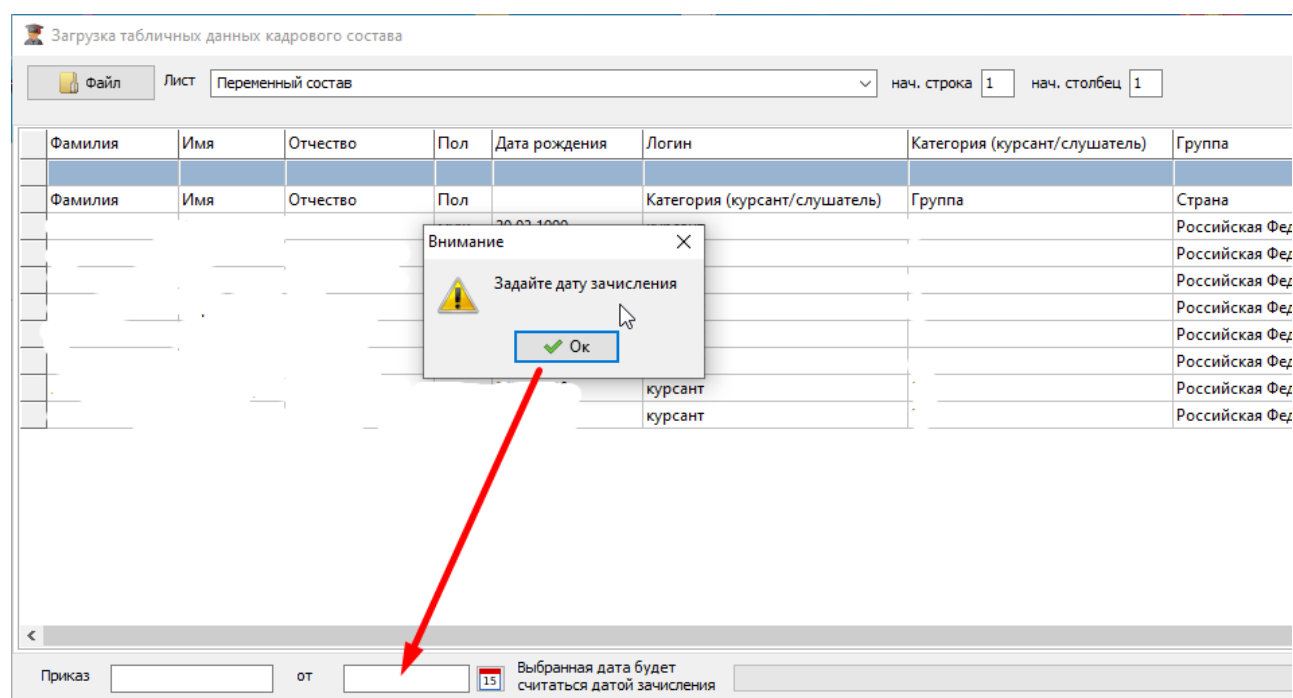 Загрузка табличных данных кадрового состава
Файл Лист Переменный состав нач. строка 1 нач. столбец 1
Фамилия Имя Отчество Пол Дата рождения Логин Категория (курсант/слушатель) Группа
Фамилия Имя Отчество Пол Категория (курсант/слушатель) Группа Страна
Российская Фед
Внимание
Российская Фед
Задайте дату зачисления
Российская Фед
Российская Фед
Ок
Российская Фед
Российская Фед
курсант Российская Фед
курсант Российская Фед
Приказ от 15 Выбранная дата будет
считаться датой зачисления